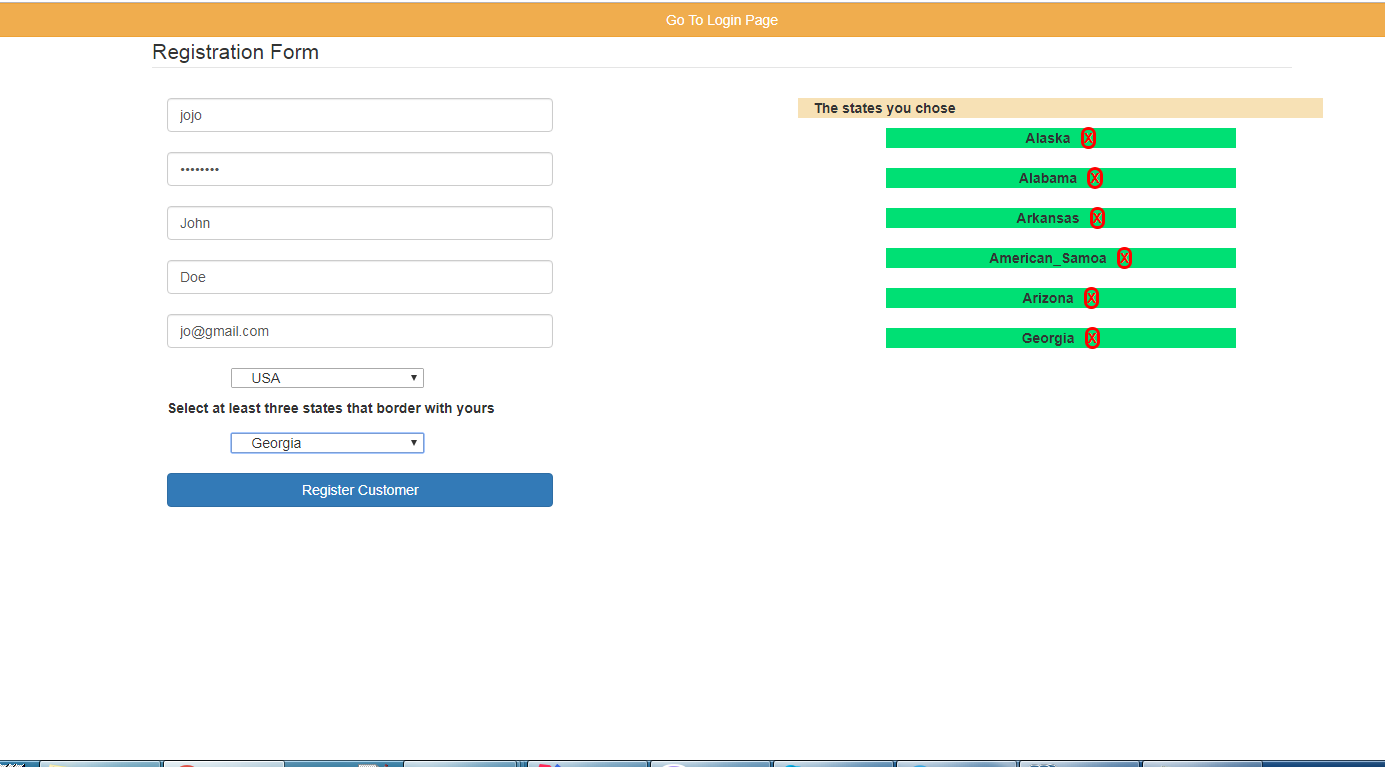 Go To Login Page
Registration Form
jojo
••••••••
John
Doe
jo@gmail.com
USA
Select at least three states that border with yours
Georgia
Register Customer
The states you chose
Alaska X
Alabama X
Arkansas X
American_Samoa X
Arizona X
Georgia X